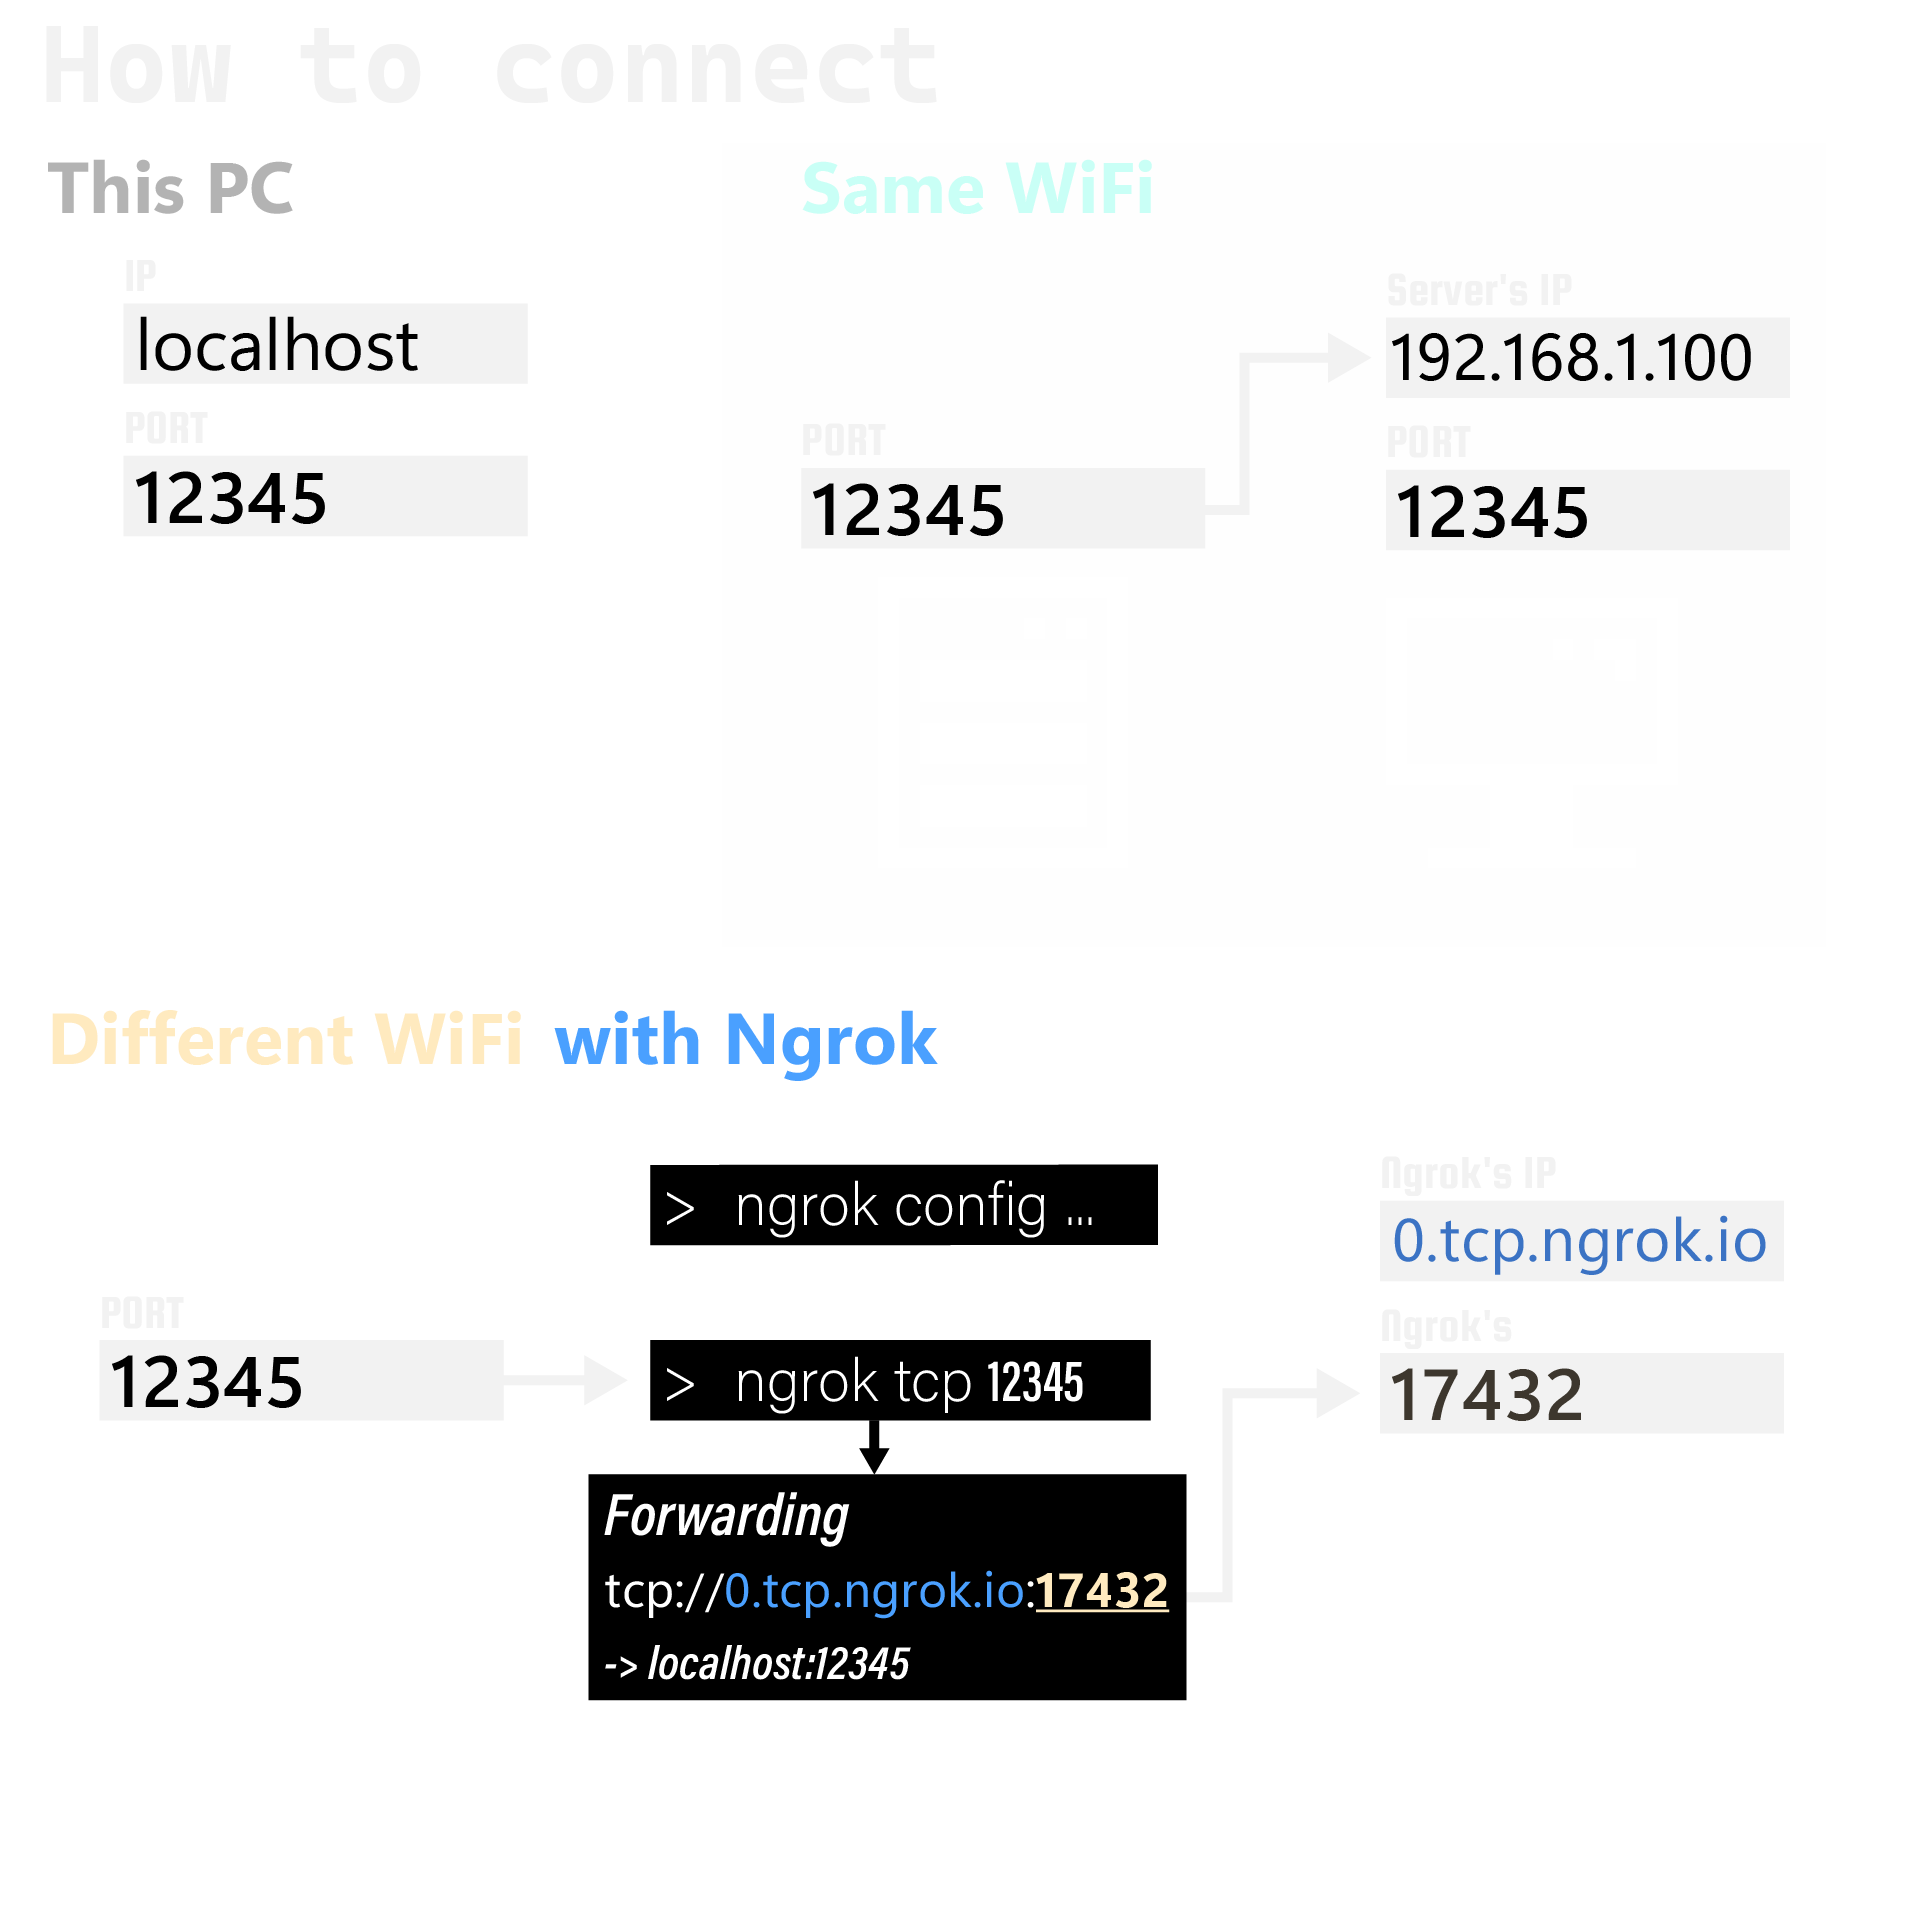 How to connect
This PC
IP
localhost
PORT
12345
Same WiFi
PORT
12345
Server's IP
192.168.1.100
PORT
12345
Different WiFi with Ngrok
PORT
12345
> ngrok config ...
> ngrok tcp 12345
Forwarding
tcp://0.tcp.ngrok.io:17432
-> localhost:12345
Ngrok's IP
0.tcp.ngrok.io
Ngrok's
17432